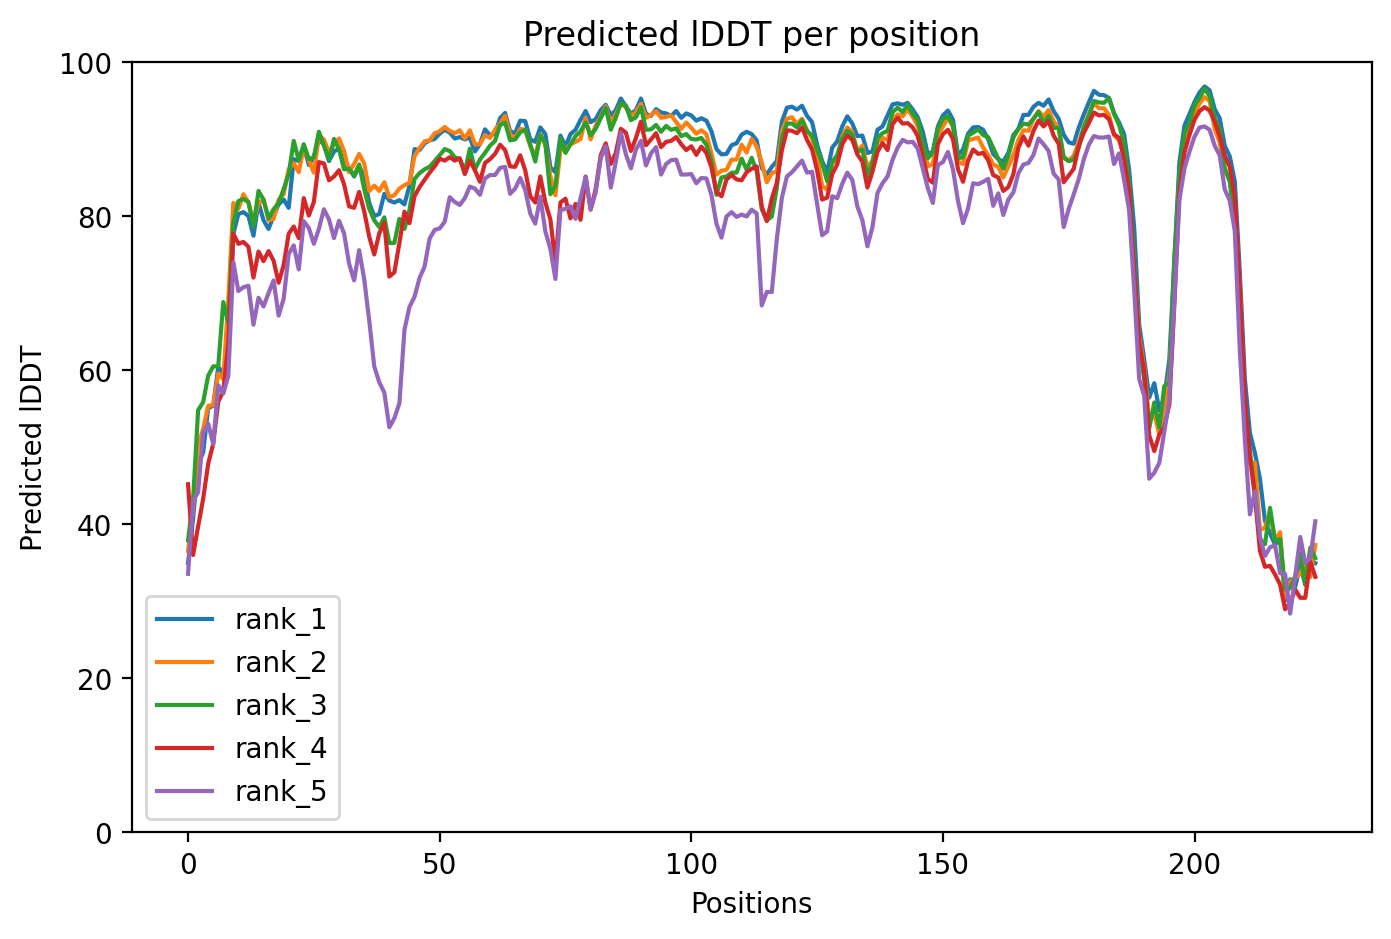 Predicted lDDT per position
100
80
60
40
20
0
Predicted lDDT
rank_1
rank_2
rank_3
rank_4
rank_5
0 50 100 150 200
Positions